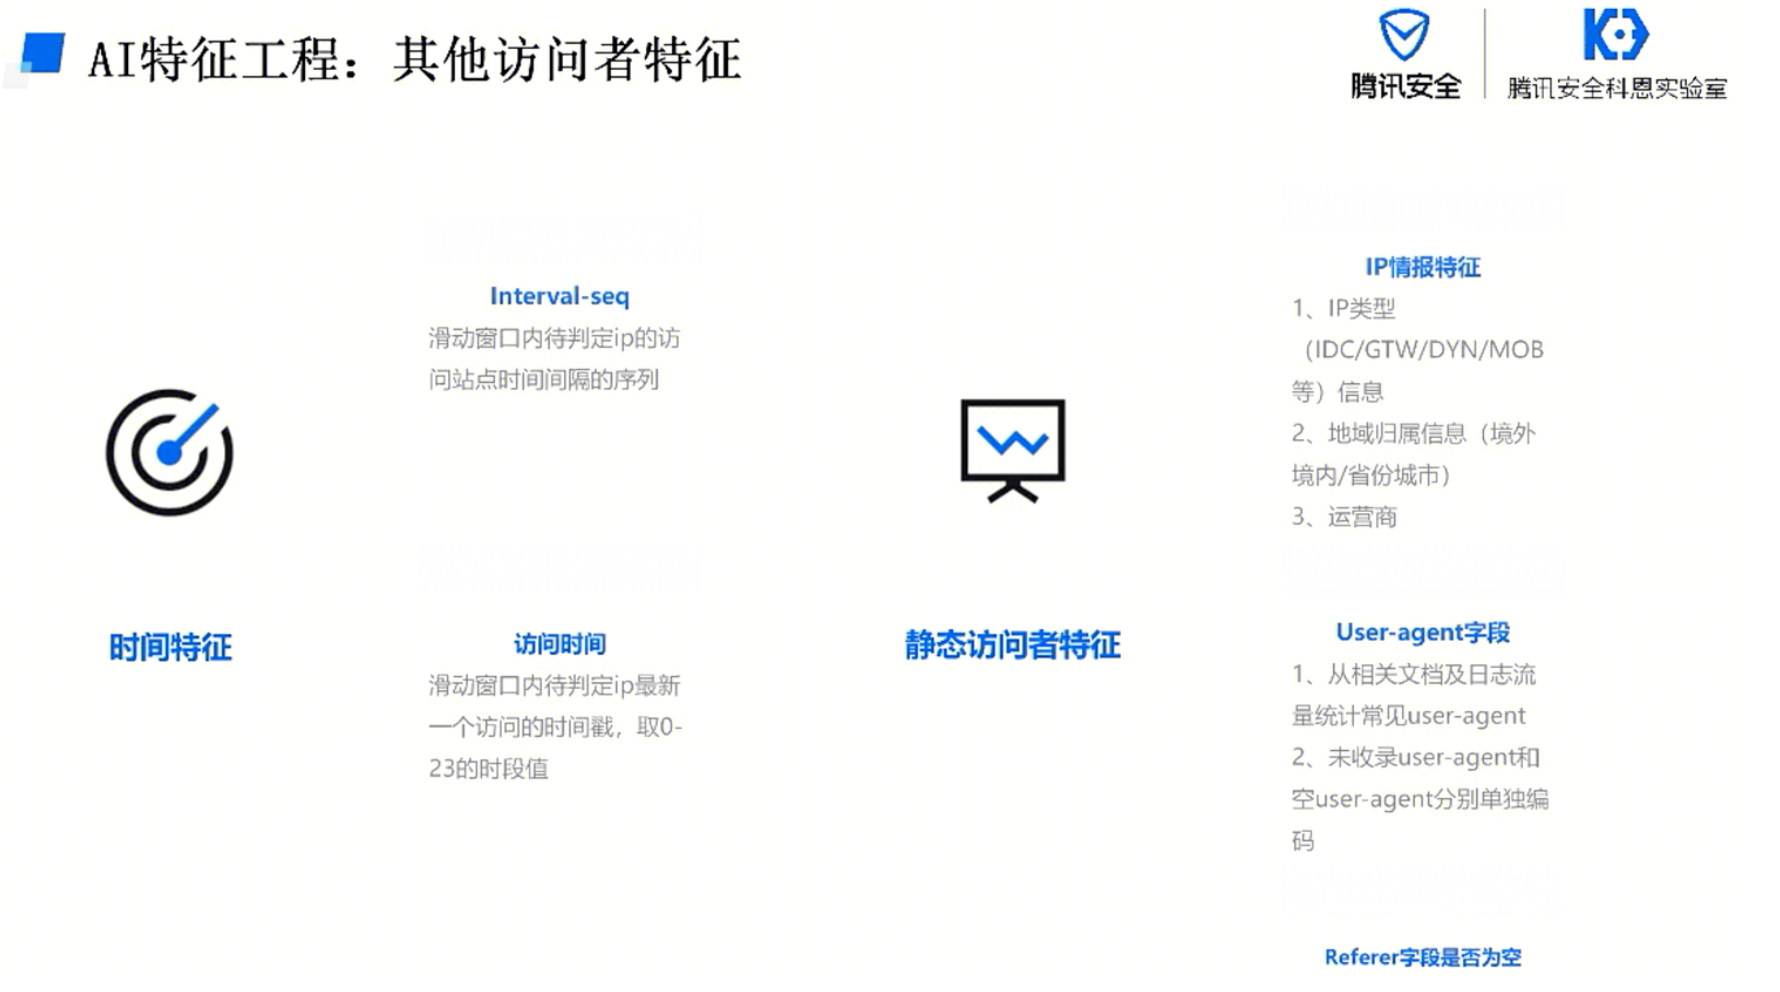 AI特征工程：其他访问者特征
腾讯安全
腾讯安全科恩实验室
时间特征
Interval-seq
滑动窗口内待判定ip的访
问站点时间间隔的序列
访问时间
滑动窗口内待判定ip最新
一个访问的时间戳，取0-
23的时段值
静态访问者特征
IP情报特征
1、IP类型
（IDC/GTW/DYN/MOB
等）信息
2、地域归属信息（境外
境内/省份城市）
3、运营商
User-agent字段
1、从相关文档及日志流
量统计常见user-agent
2、未收录user-agent和
空user-agent分别单独编
码
Referer字段是否为空